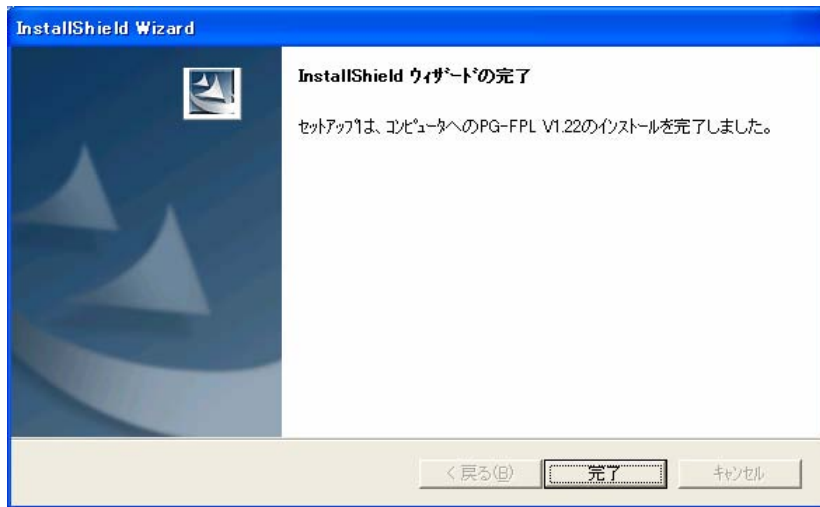 InstallShield Wizard
InstallShield ウィザードの完了
セットアップは、コンピュータへのPG-FPL V1.22のインストールを完了しました。
< 戻る(B)
完了
キャンセル